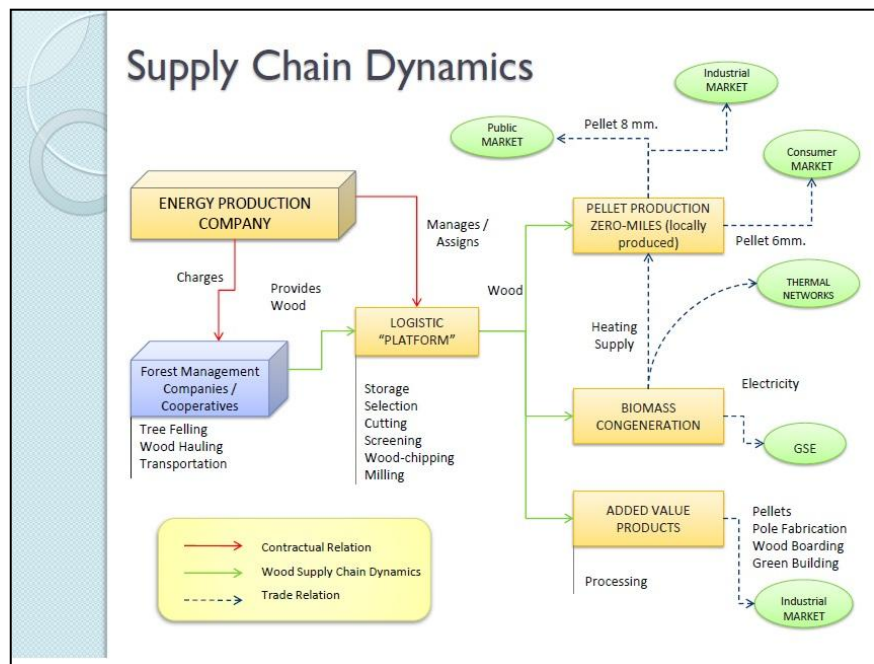 Supply Chain Dynamics
Industrial
MARKET
Pellet 8 mm.
Public
MARKET
Consumer
MARKET
ENERGY PRODUCTION
COMPANY
PELLET PRODUCTION
ZERO-MILES (locally
produced)
Manages /
Assigns
Pellet 6mm.
Charges
Provides
Wood
Wood
THERMAL
NETWORKS
LOGISTIC
"PLATFORM"
Heating
Supply
Forest Management
Companies /
Cooperatives
Tree Felling
Wood Hauling
Transportation
Storage
Selection
Cutting
Screening
Wood-chipping
Milling
Electricity
BIOMASS
CONGENERATION
GSE
ADDED VALUE
PRODUCTS
Pellets
Pole Fabrication
Wood Boarding
Green Building
Processing
Industrial
MARKET
Contractual Relation
Wood Supply Chain Dynamics
Trade Relation